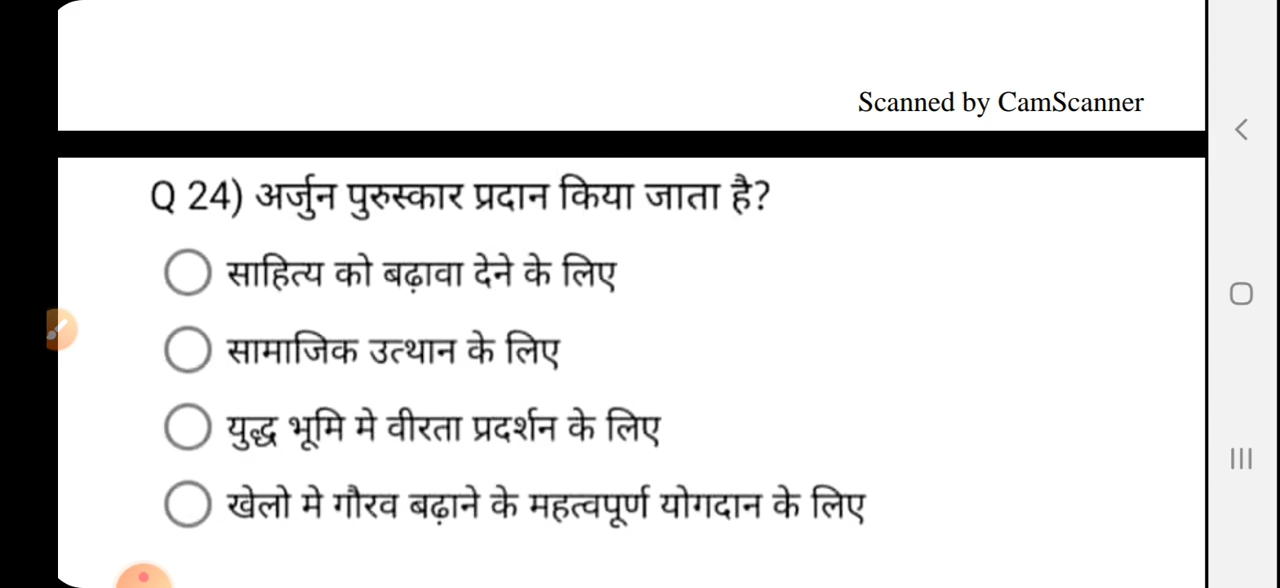 Scanned by CamScanner
Q 24) अर्जुन पुरुस्कार प्रदान किया जाता है?
साहित्य को बढ़ावा देने के लिए
सामाजिक उत्थान के लिए
युद्ध भूमि मे वीरता प्रदर्शन के लिए
खेलो मे गौरव बढ़ाने के महत्वपूर्ण योगदान के लिए